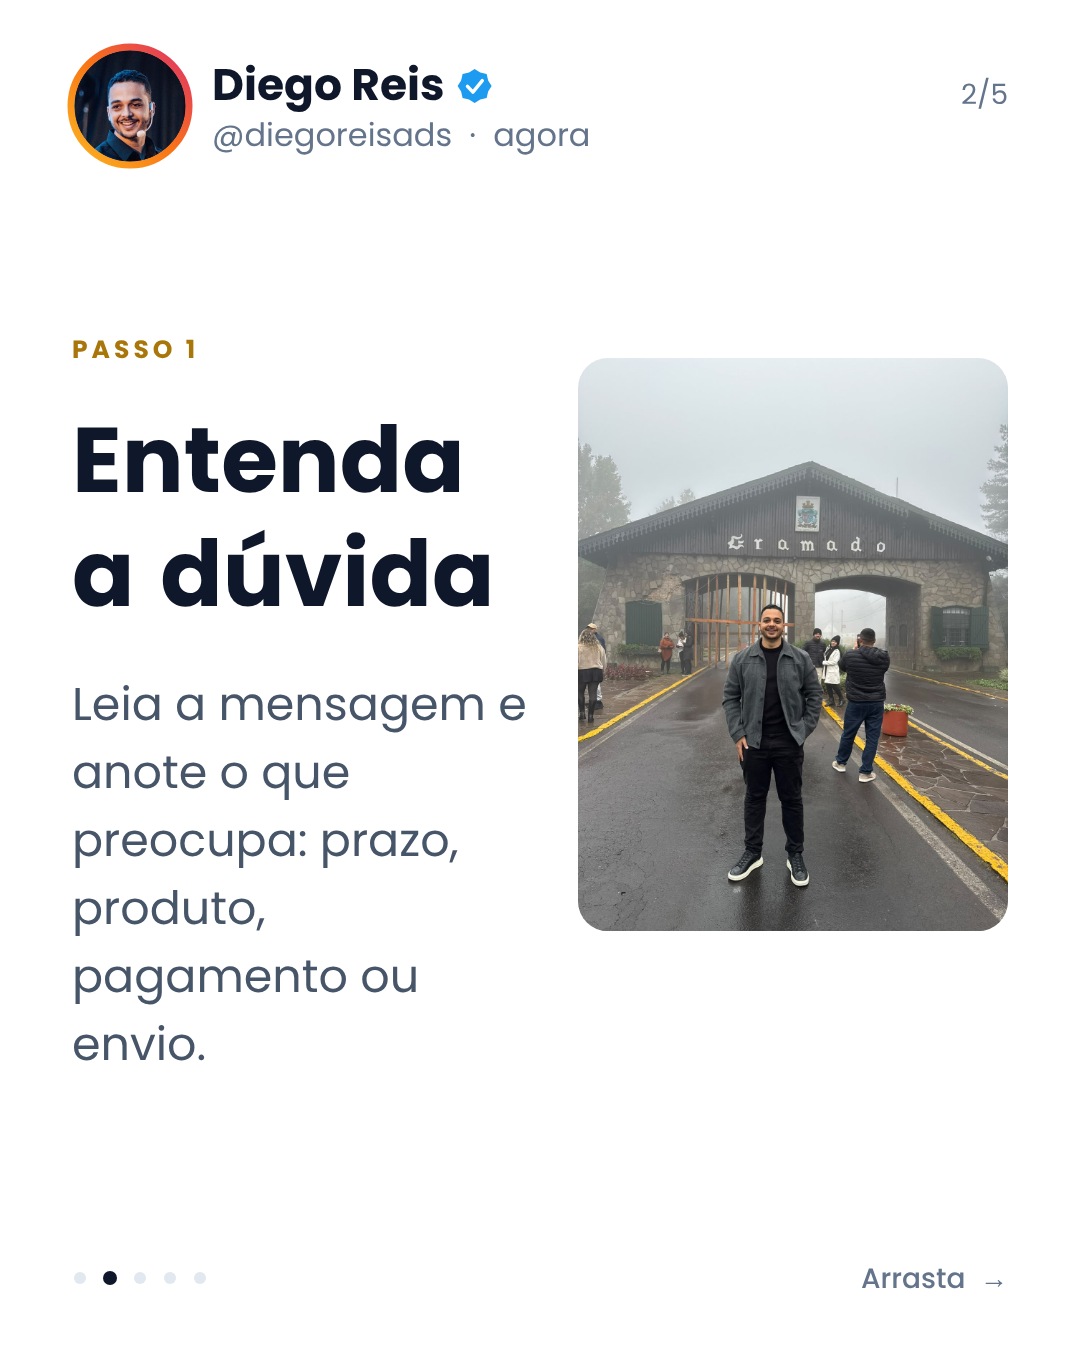 Diego Reis
@diegoreisads · agora
2/5
PASSO 1
Entenda
a dúvida
Leia a mensagem e
anote o que
preocupa: prazo,
produto,
pagamento ou
envio.
Gramado
Arrasta →